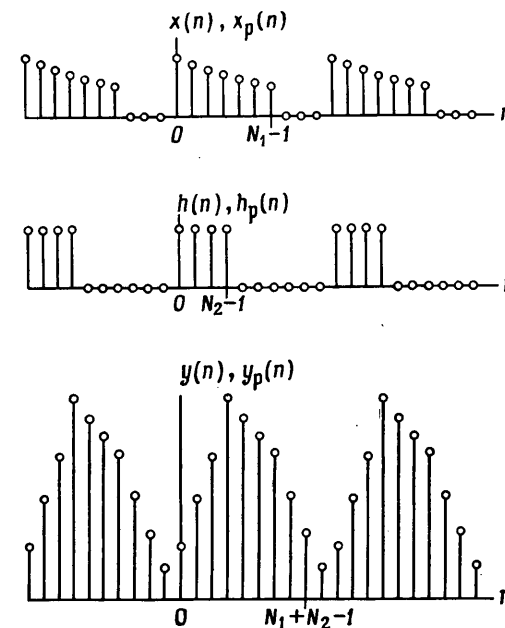 x(n), x_p(n)
0 N_1-1
h(n), h_p(n)
0 N_2-1
y(n), y_p(n)
0 N_1+N_2-1